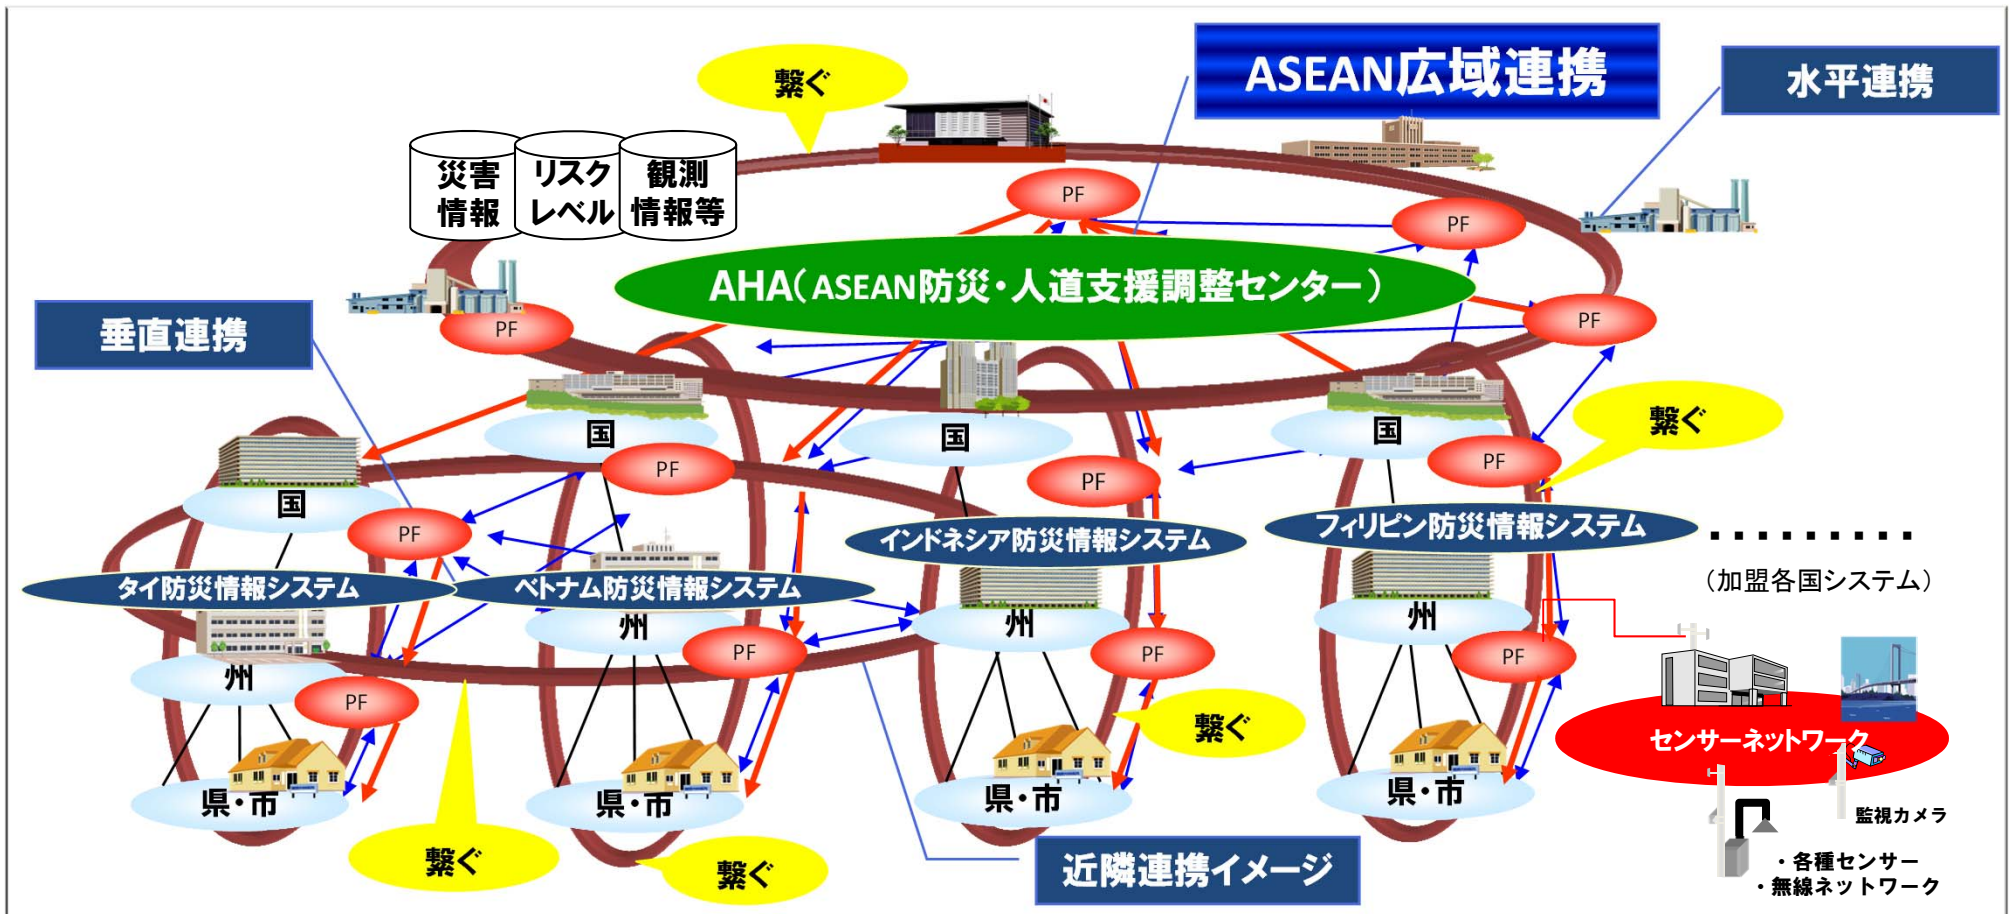 ASEAN広域連携
水平連携
繋ぐ
災害
情報
リスク
レベル
観測
情報等
PF
PF
AHA(ASEAN防災・人道支援調整センター)
PF
PF
垂直連携
国
国
国
国
繋ぐ
PF
PF
PF
PF
タイ防災情報システム
ベトナム防災情報システム
インドネシア防災情報システム
フィリピン防災情報システム
・・・・・・・・・
(加盟各国システム)
州
州
州
州
PF
PF
PF
PF
県・市
県・市
県・市
県・市
繋ぐ
繋ぐ
繋ぐ
近隣連携イメージ
センサーネットワーク
監視カメラ
・各種センサー
・無線ネットワーク